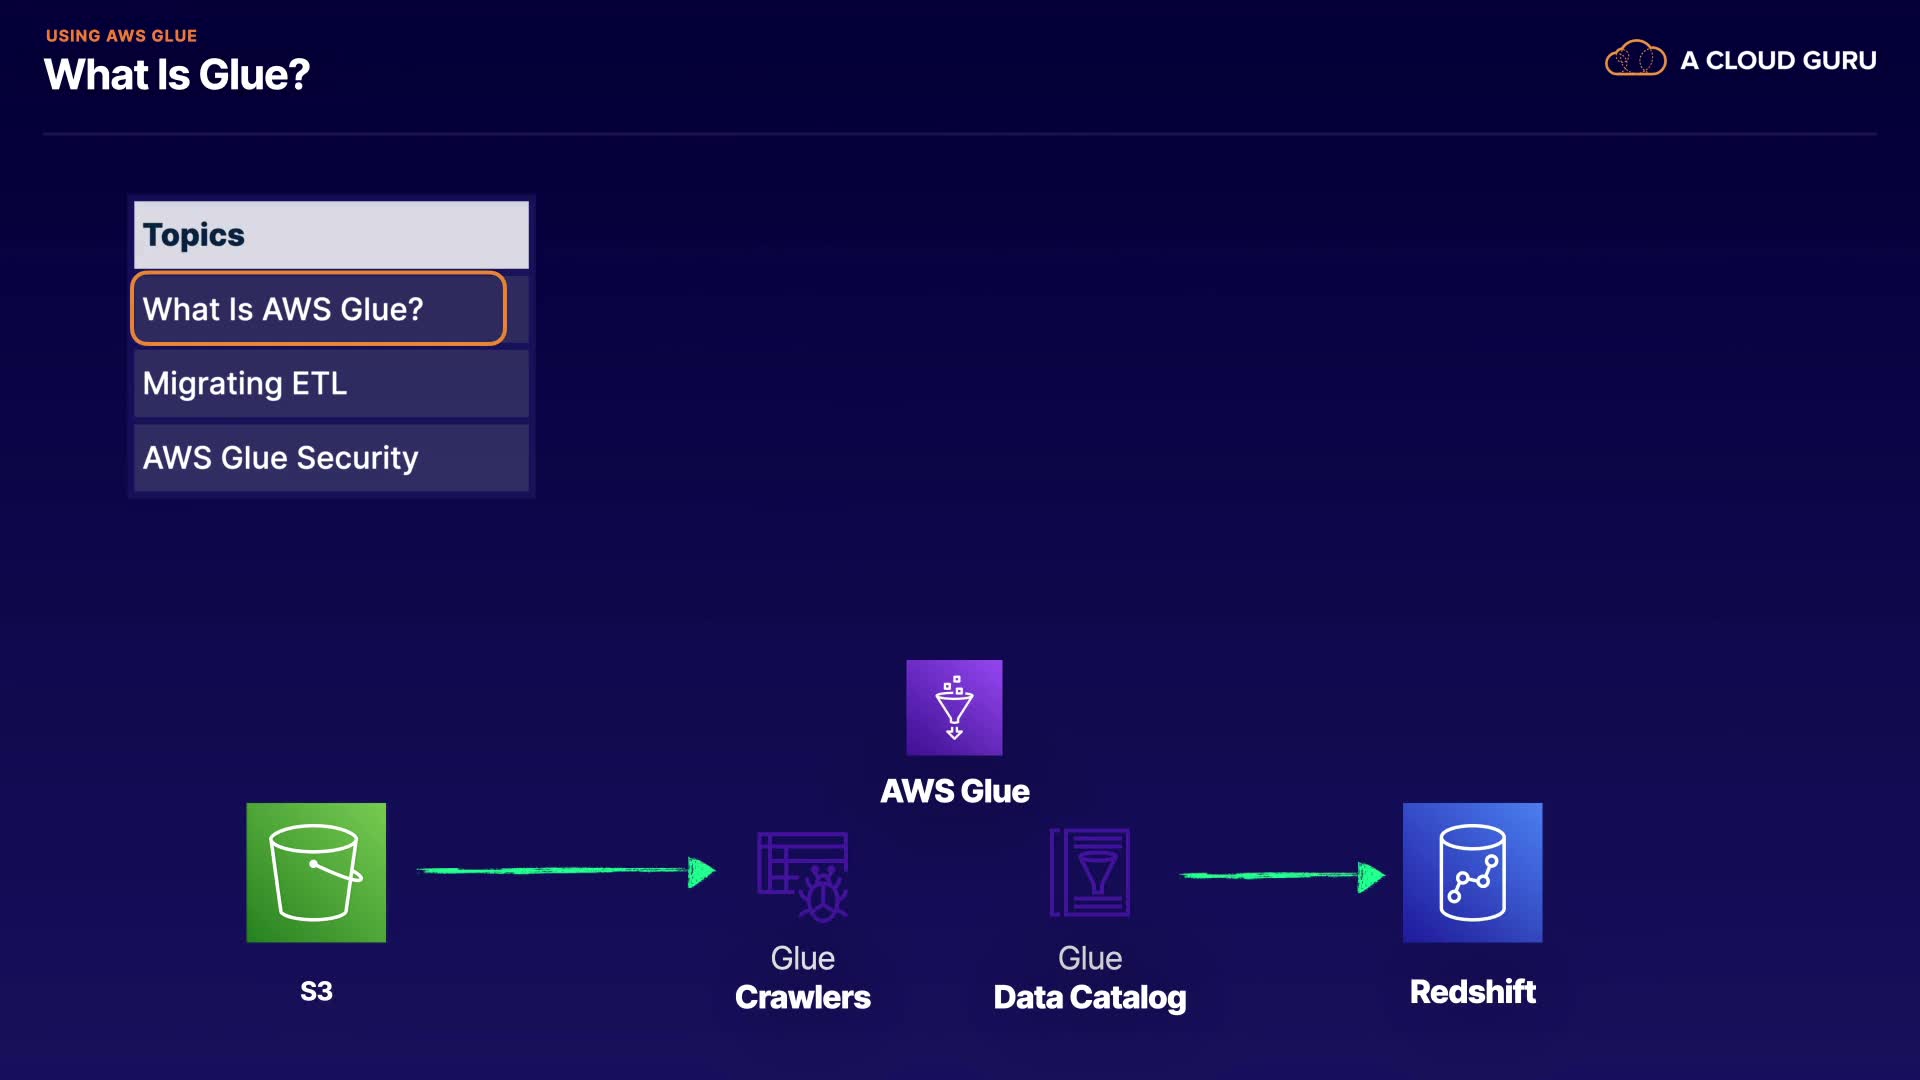 USING AWS GLUE
What Is Glue?
A CLOUD GURU
Topics
What Is AWS Glue?
Migrating ETL
AWS Glue Security
AWS Glue
S3
Glue
Crawlers
Glue
Data Catalog
Redshift